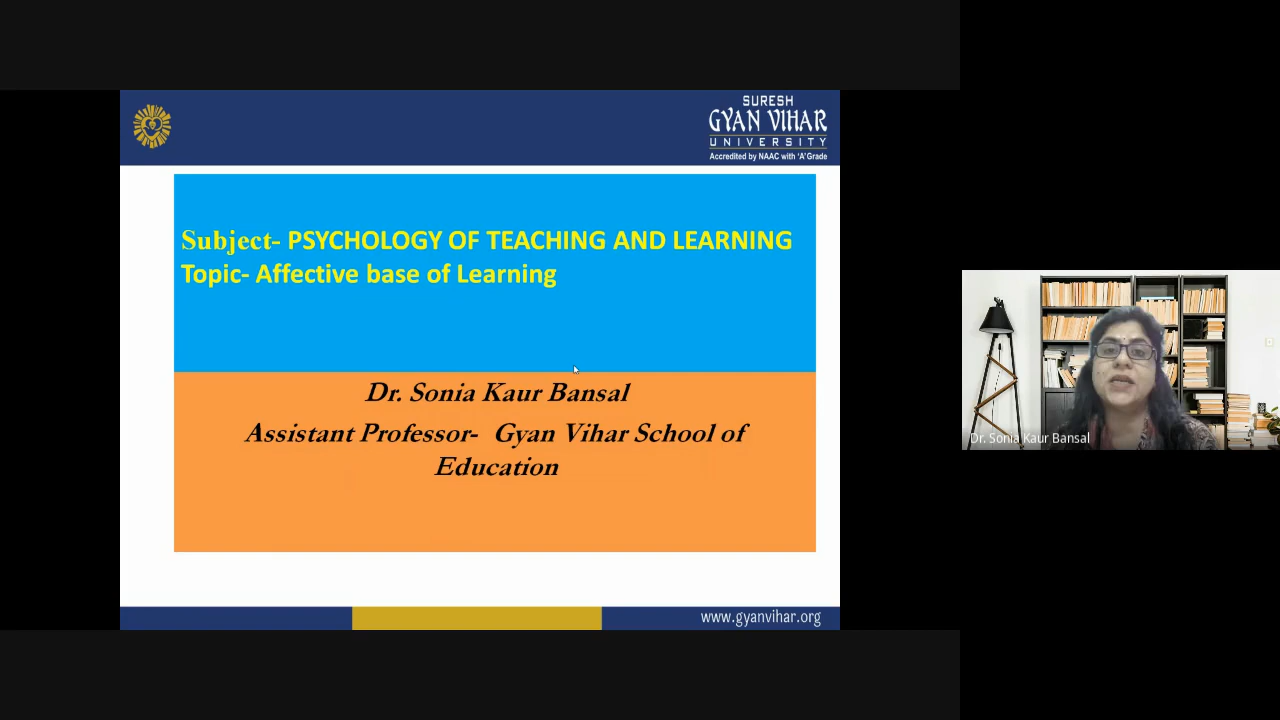 SURESH
GYAN VIHAR
UNIVERSITY
Accredited by NAAC with 'A' Grade
Subject- PSYCHOLOGY OF TEACHING AND LEARNING
Topic- Affective base of Learning
Dr. Sonia Kaur Bansal
Assistant Professor- Gyan Vihar School of
Education
Dr. Sonia Kaur Bansal
www.gyanvihar.org